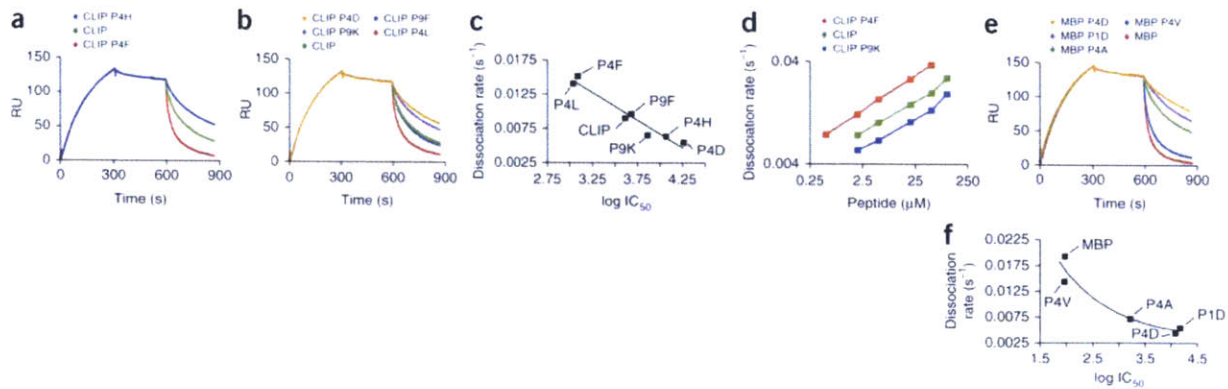 a
CLIP P4H
CLIP
CLIP P4F
150
100
50
0
RU
0 300 600 900
Time (s)
b
CLIP P4D CLIP P9F
CLIP P9K CLIP P4L
CLIP
150
100
50
0
RU
0 300 600 900
Time (s)
c
Dissociation rate (s⁻¹)
0.0175
0.0125
0.0075
0.0025
P4F
P4L
P9F
CLIP
P9K
P4H
P4D
2.75 3.25 3.75 4.25
log IC₅₀
d
CLIP P4F
CLIP
CLIP P9K
Dissociation rate (s⁻¹)
0.04
0.004
0.25 2.5 25 250
Peptide (μM)
e
MBP P4D MBP P4V
MBP P1D MBP
MBP P4A
150
100
50
0
RU
0 300 600 900
Time (s)
f
Dissociation
rate (s⁻¹)
0.0225
0.0175
0.0125
0.0075
0.0025
MBP
P4V
P4A
P1D
P4D
1.5 2.5 3.5 4.5
log IC₅₀